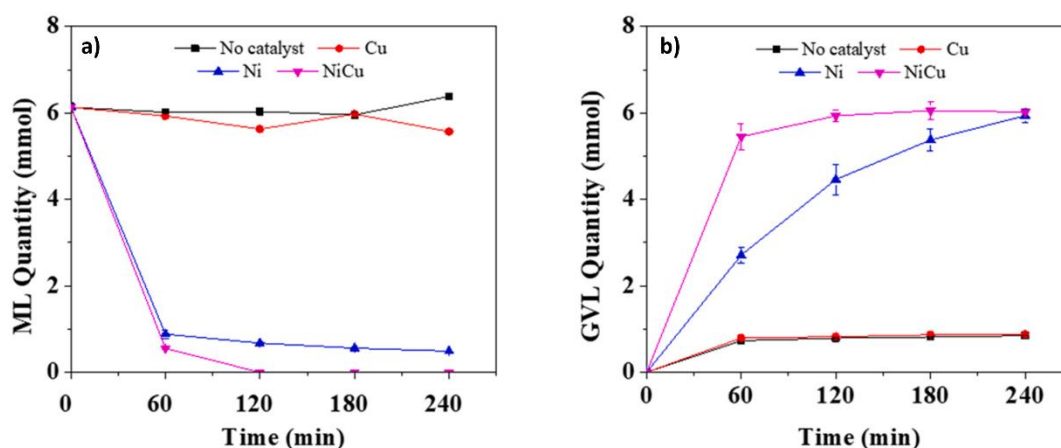 a)
No catalyst
Cu
Ni
NiCu
ML Quantity (mmol)
8
6
4
2
0
0 60 120 180 240
Time (min)
b)
No catalyst
Cu
Ni
NiCu
GVL Quantity (mmol)
8
6
4
2
0
0 60 120 180 240
Time (min)